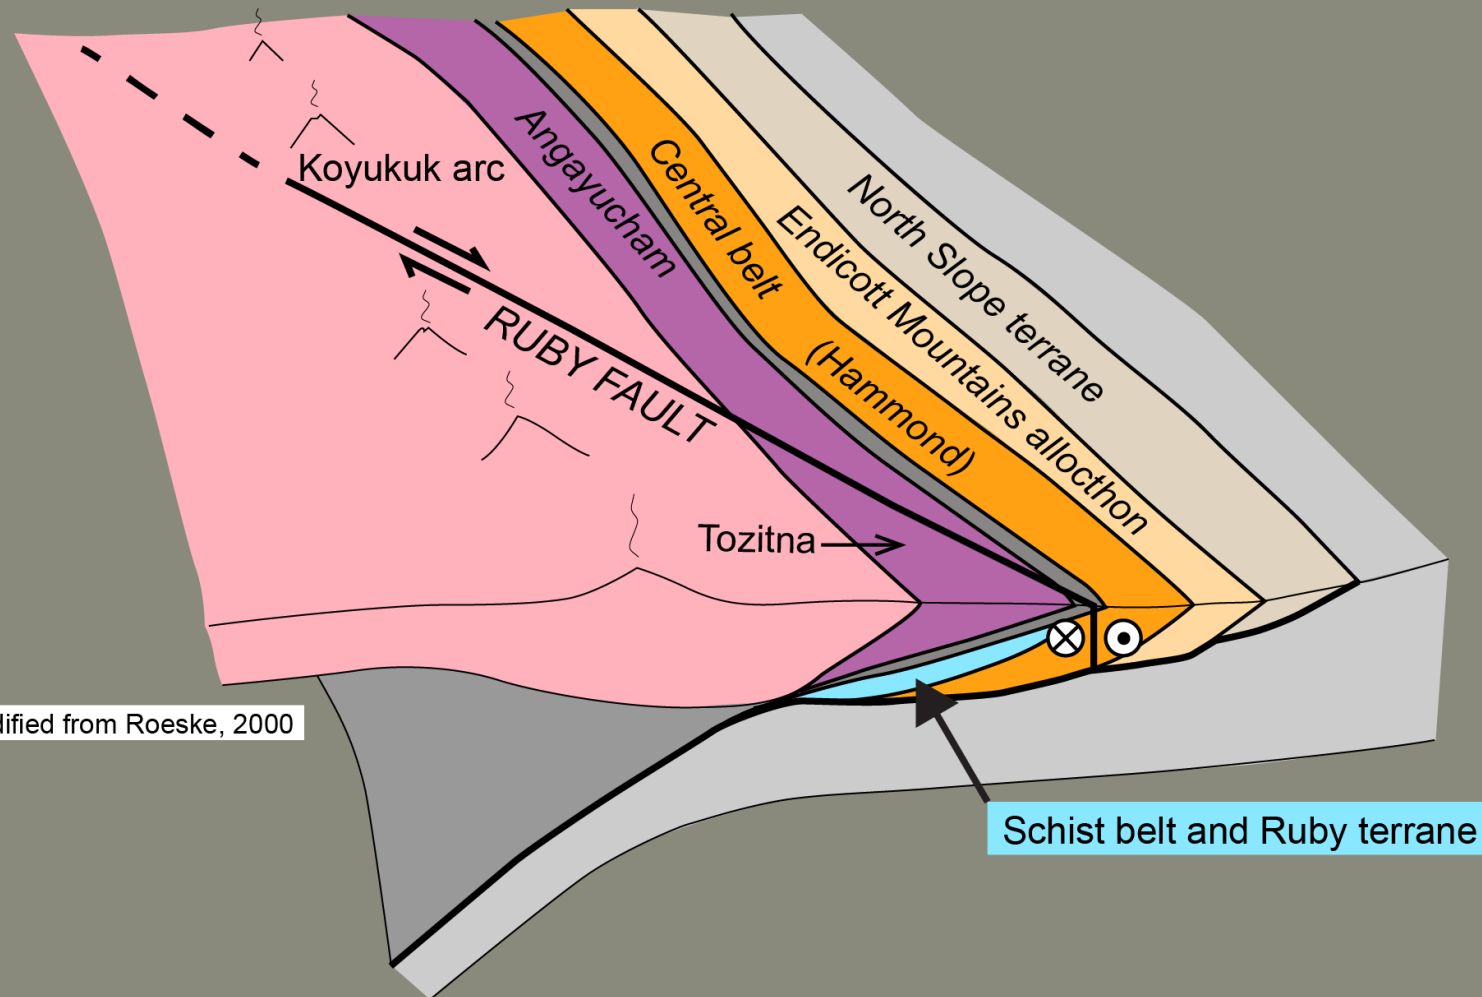 Koyukuk arc
Angayucham
Central belt
(Hammond)
Endicott Mountains allocthon
North Slope terrane
RUBY FAULT
Tozitna
dified from Roeske, 2000
Schist belt and Ruby terrane